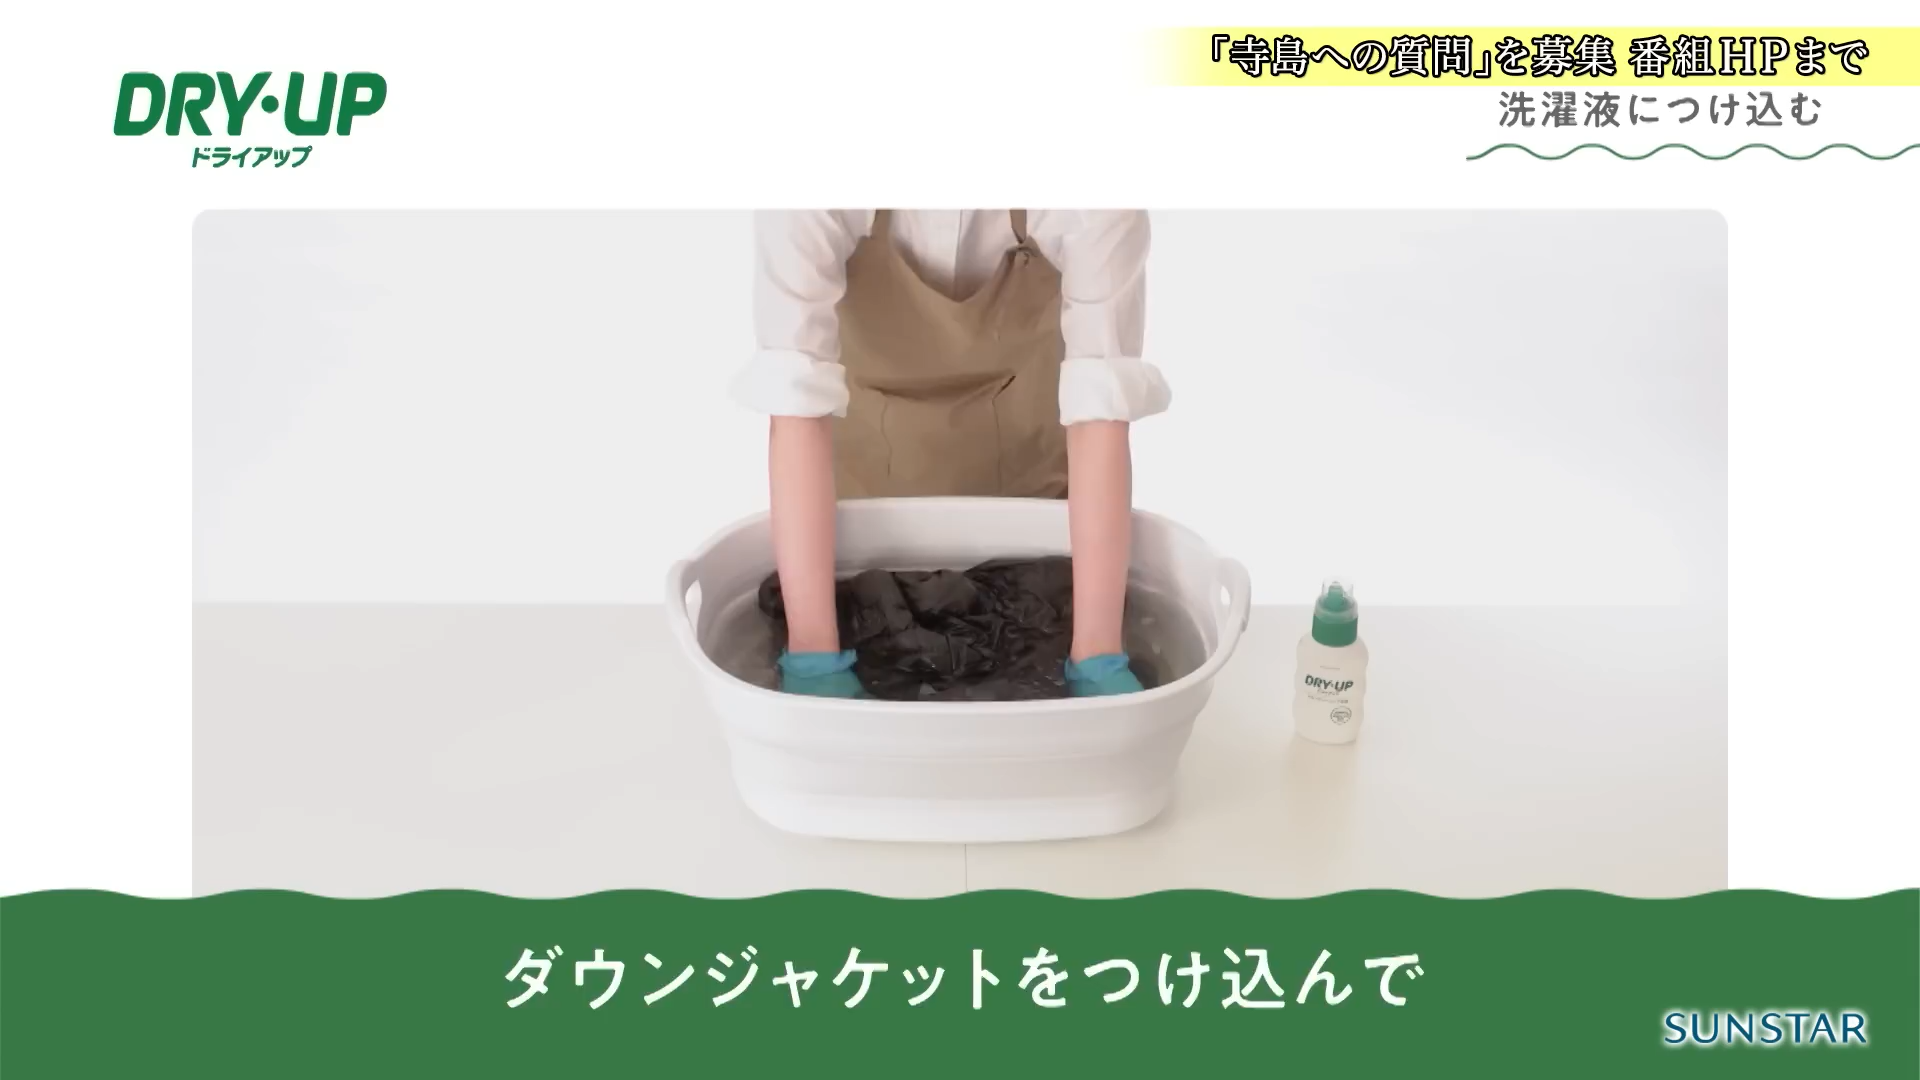 「寺島への質問」を募集 番組HPまで
DRY・UP
ドライアップ
洗濯液につけ込む
DRY・UP
ダウンジャケットをつけ込んで
SUNSTAR